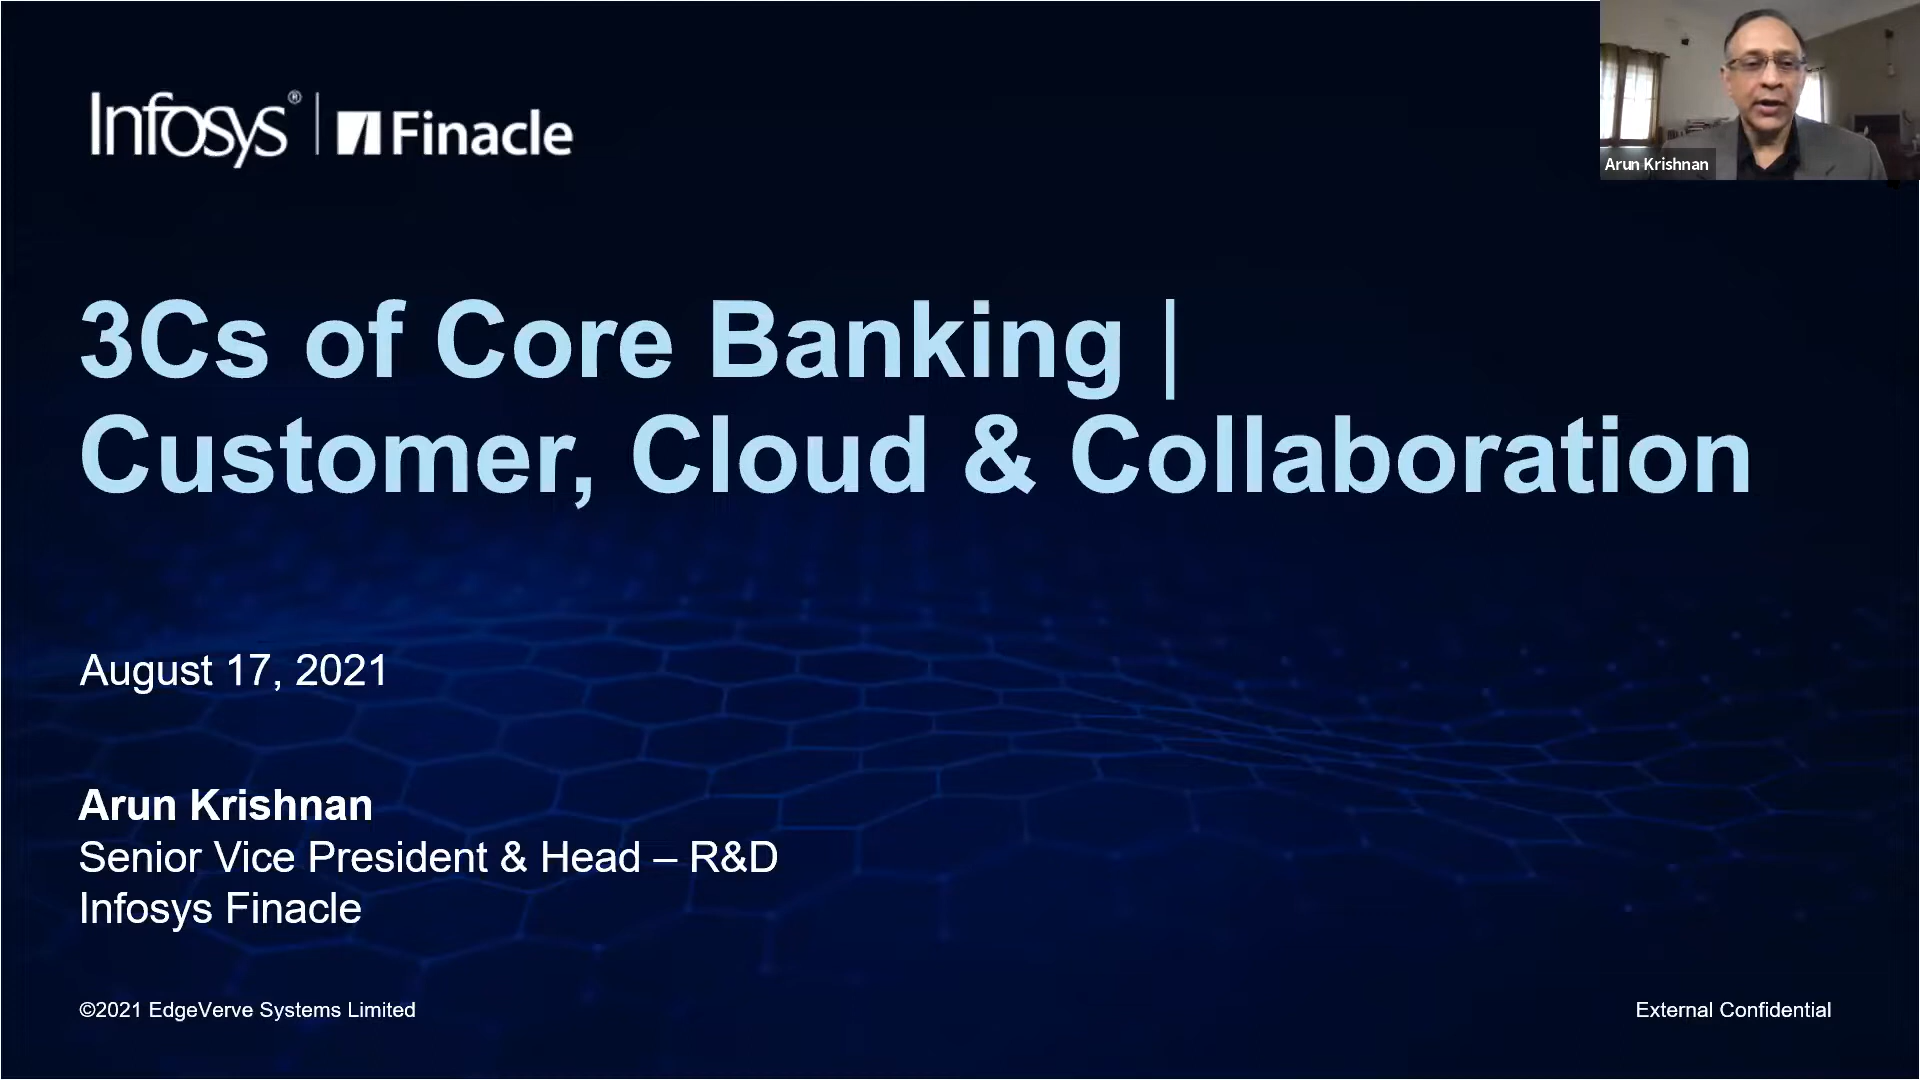 Infosys® | Finacle
Arun Krishnan
3Cs of Core Banking |
Customer, Cloud & Collaboration
August 17, 2021
Arun Krishnan
Senior Vice President & Head – R&D
Infosys Finacle
©2021 EdgeVerve Systems Limited
External Confidential